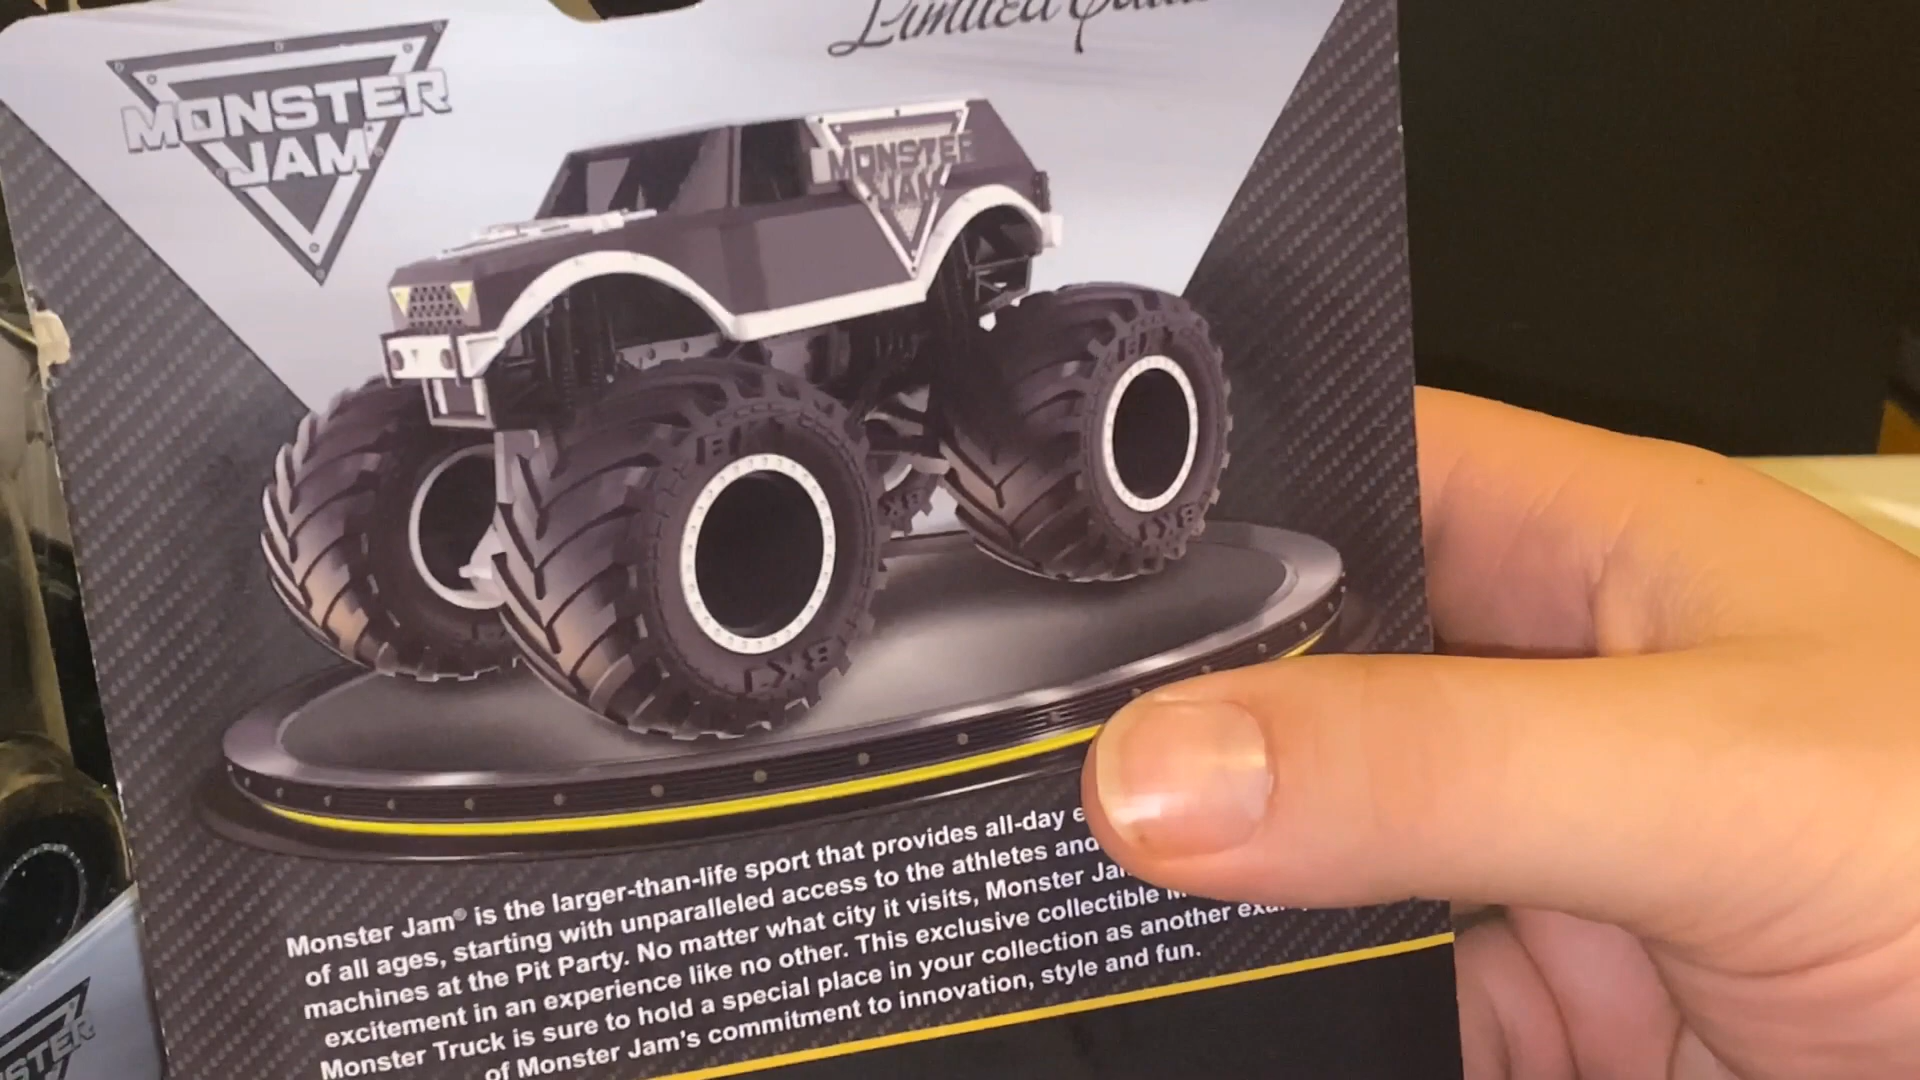 MONSTER
JAM
Limited
MONSTER
JAM
BKT
BKT
BKT
BKT
Monster Jam® is the larger-than-life sport that provides all-day
of all ages, starting with unparalleled access to the athletes and
machines at the Pit Party. No matter what city it visits, Monster
excitement in an experience like no other. This exclusive collectible
Monster Truck is sure to hold a special place in your collection as another
of Monster Jam's commitment to innovation, style and fun.